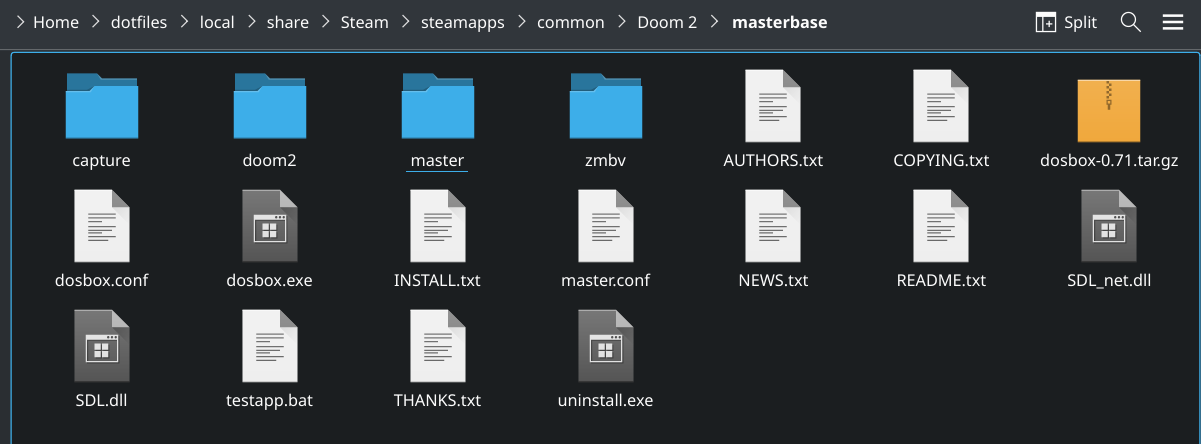 Home dotfiles local share Steam steamapps common Doom 2 masterbase Split
capture doom2 master zmbv AUTHORS.txt COPYING.txt dosbox-0.71.tar.gz
dosbox.conf dosbox.exe INSTALL.txt master.conf NEWS.txt README.txt SDL_net.dll
SDL.dll testapp.bat THANKS.txt uninstall.exe